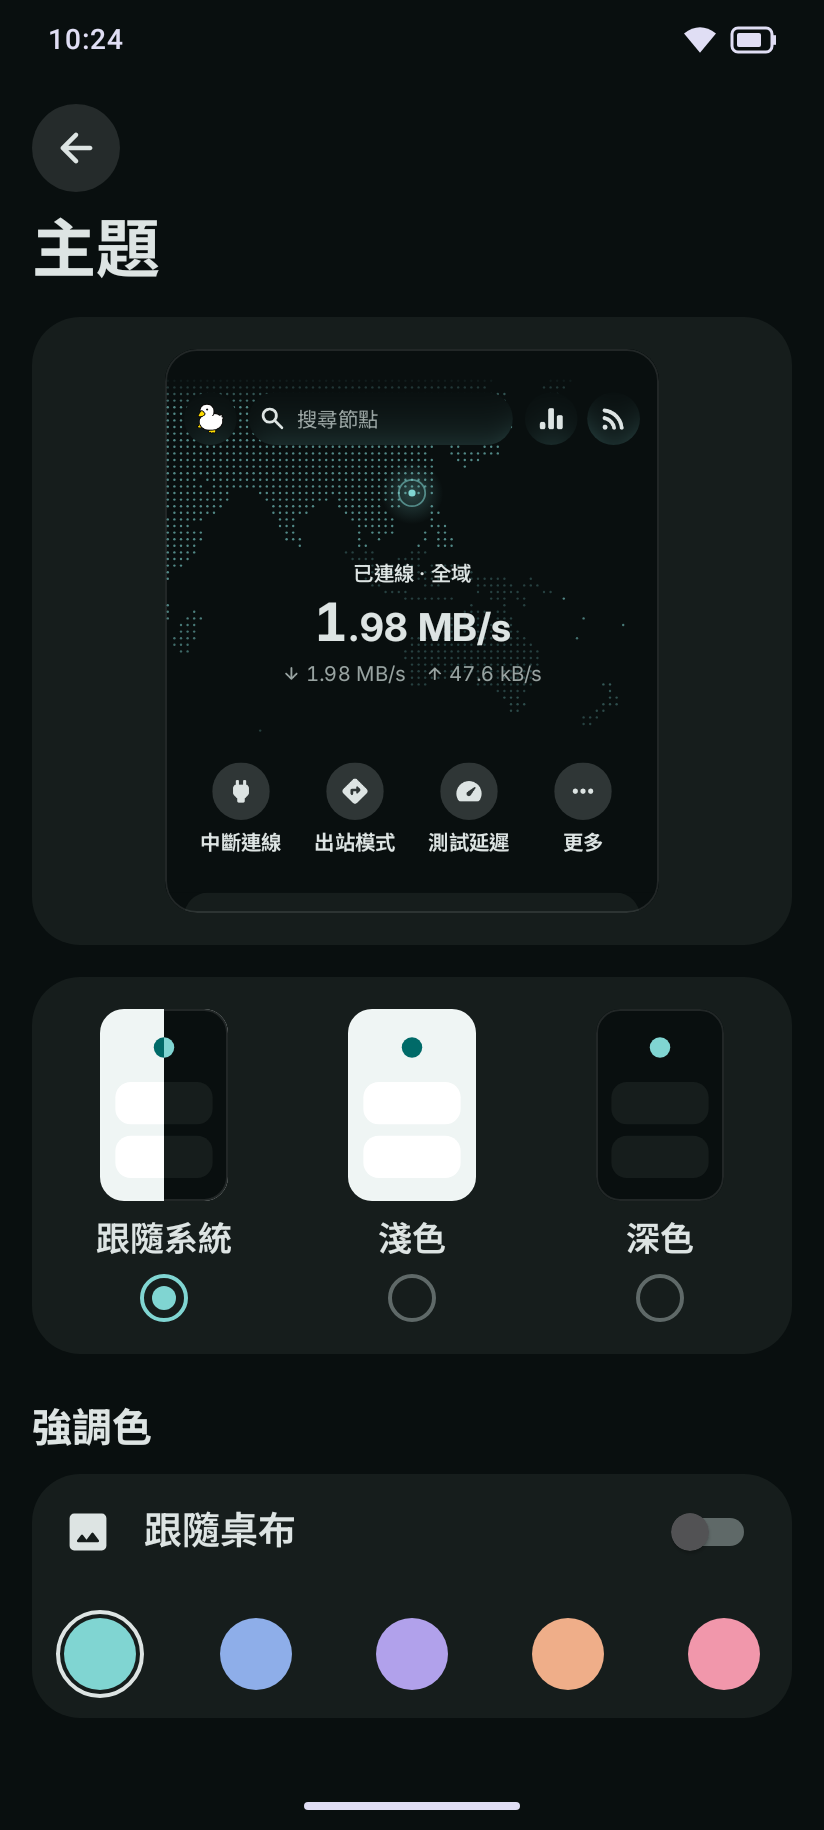 10:24
主題
搜尋節點
已連線 · 全域
1.98 MB/s
↓ 1.98 MB/s ↑ 47.6 kB/s
中斷連線 出站模式 測試延遲 更多
跟隨系統 淺色 深色
強調色
跟隨桌布